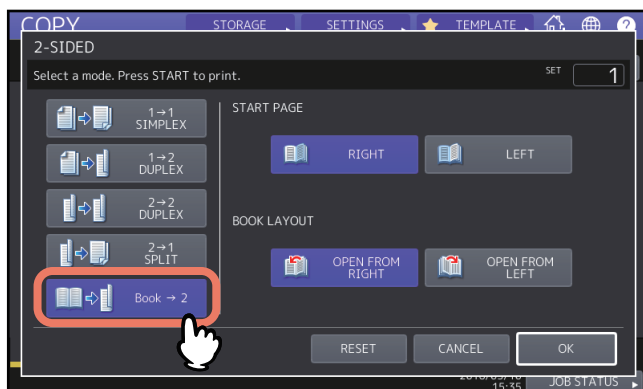 COPY STORAGE SETTINGS TEMPLATE ?
2-SIDED
Select a mode. Press START to print.
SET 1
1→1
SIMPLEX
1→2
DUPLEX
2→2
DUPLEX
2→1
SPLIT
Book → 2
START PAGE
RIGHT LEFT
BOOK LAYOUT
OPEN FROM
RIGHT
OPEN FROM
LEFT
RESET CANCEL OK
15:35 JOB STATUS